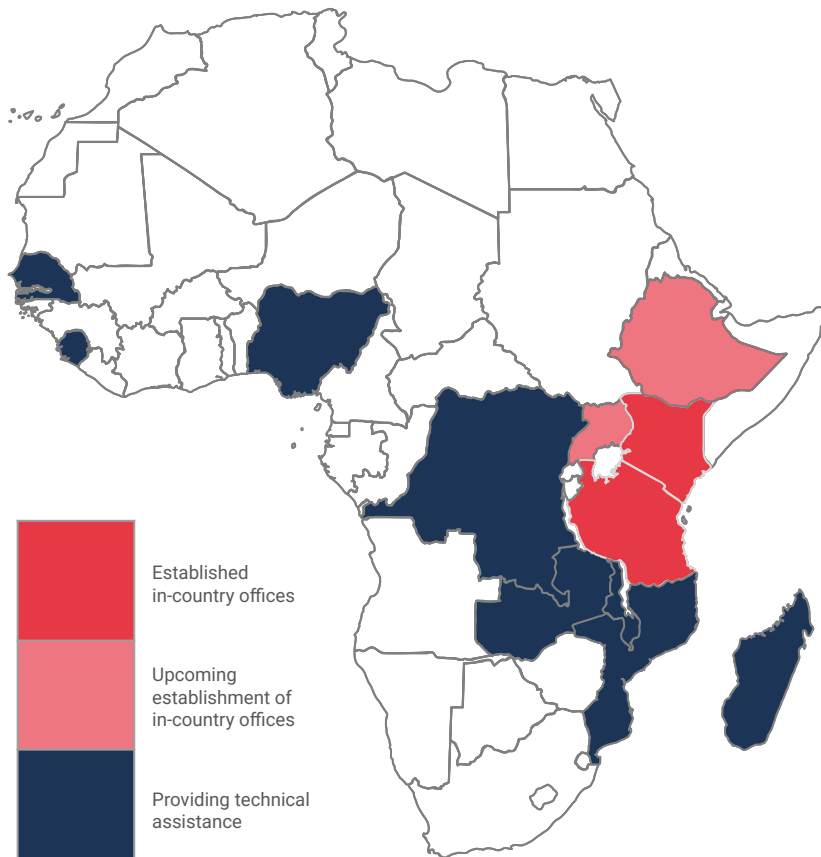 Established
in-country offices
Upcoming
establishment of
in-country offices
Providing technical
assistance